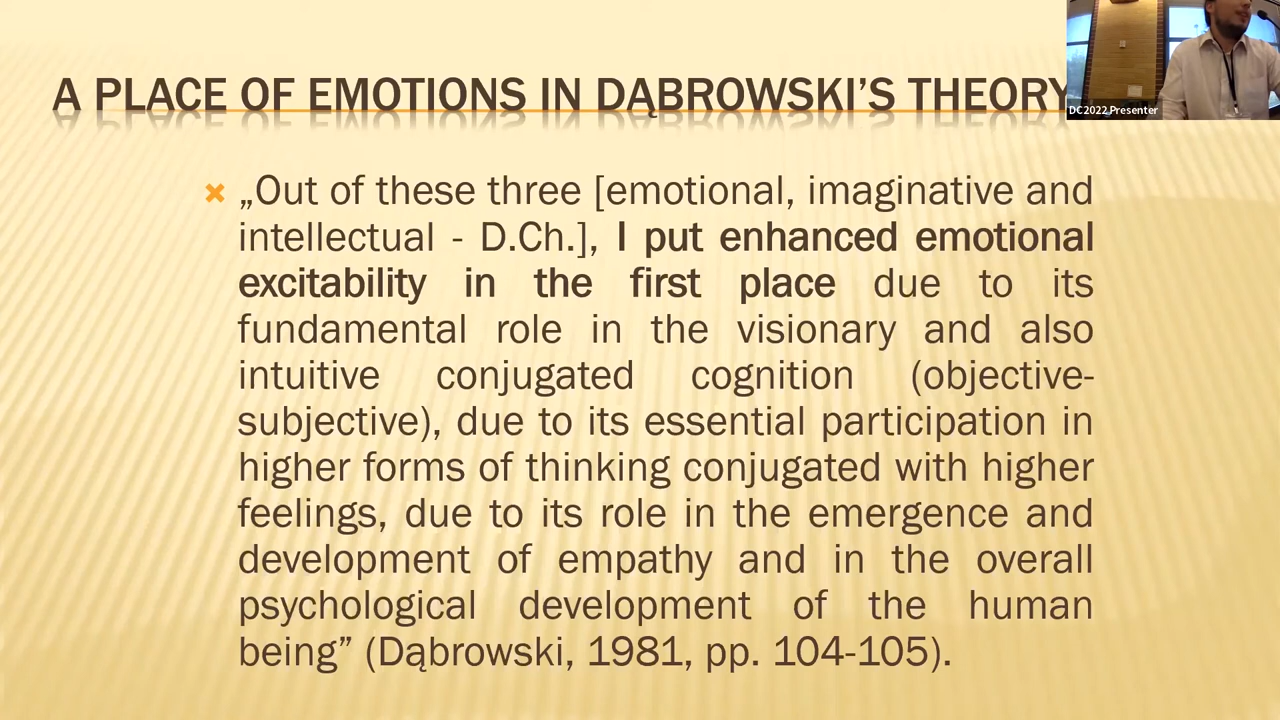 A PLACE OF EMOTIONS IN DĄBROWSKI'S THEORY
DC2022 Presenter
„Out of these three [emotional, imaginative and
intellectual - D.Ch.], I put enhanced emotional
excitability in the first place due to its
fundamental role in the visionary and also
intuitive conjugated cognition (objective-
subjective), due to its essential participation in
higher forms of thinking conjugated with higher
feelings, due to its role in the emergence and
development of empathy and in the overall
psychological development of the human
being” (Dąbrowski, 1981, pp. 104-105).